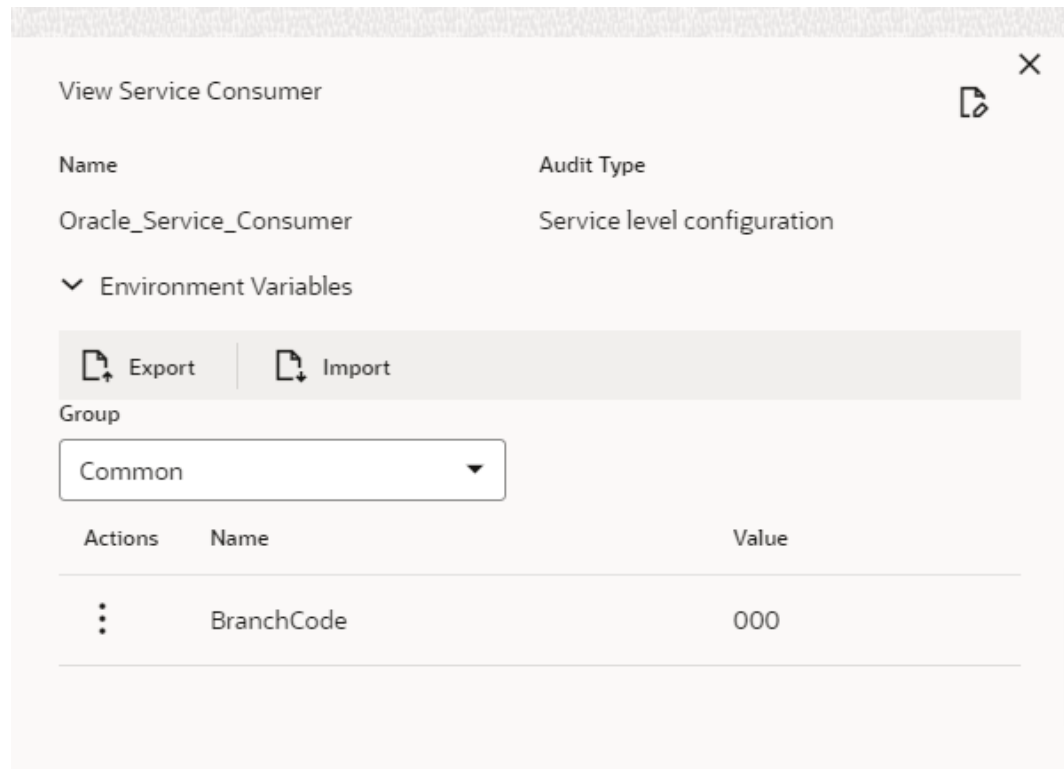 View Service Consumer
Name Audit Type
Oracle_Service_Consumer Service level configuration
Environment Variables
Export Import
Group
Common
Actions Name Value
BranchCode 000